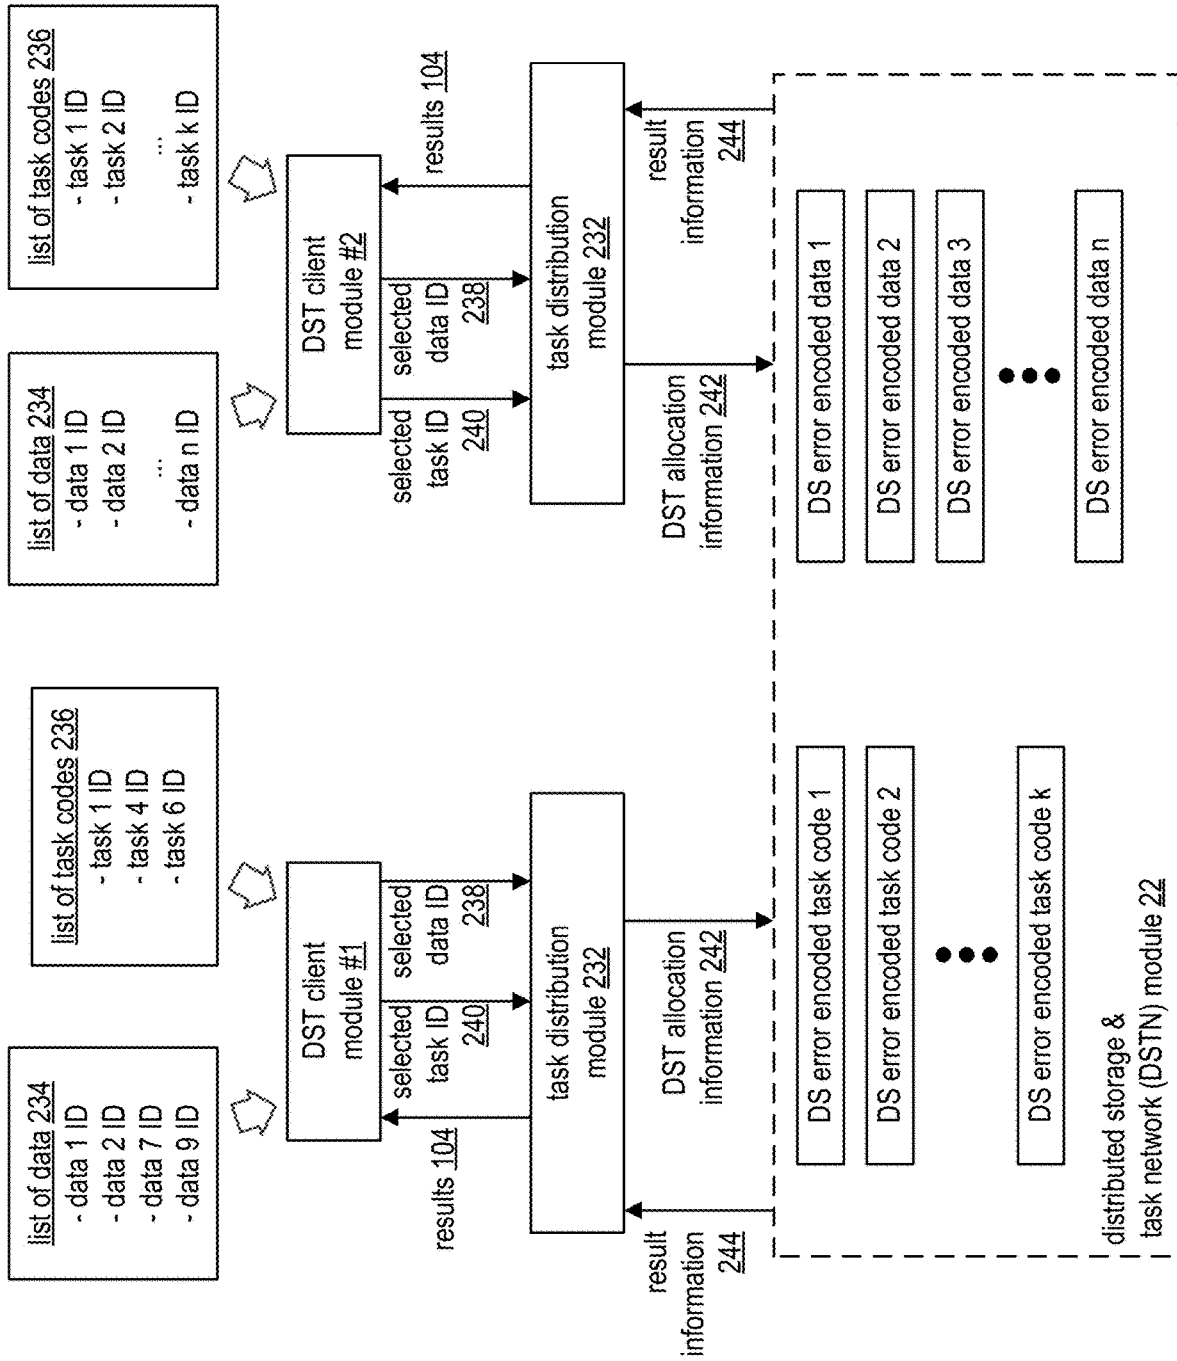 list of data 234
- data 1 ID
- data 2 ID
- data 7 ID
- data 9 ID
list of task codes 236
- task 1 ID
- task 4 ID
- task 6 ID
list of data 234
- data 1 ID
- data 2 ID
...
- data n ID
list of task codes 236
- task 1 ID
- task 2 ID
...
- task k ID
DST client
module #1
DST client
module #2
results 104
selected
task ID
240
selected
data ID
238
selected
task ID
240
selected
data ID
238
results 104
task distribution
module 232
task distribution
module 232
result
information
244
DST allocation
information 242
DST allocation
information 242
result
information
244
DS error encoded task code 1
DS error encoded task code 2
DS error encoded task code k
DS error encoded data 1
DS error encoded data 2
DS error encoded data 3
DS error encoded data n
distributed storage &
task network (DSTN) module 22